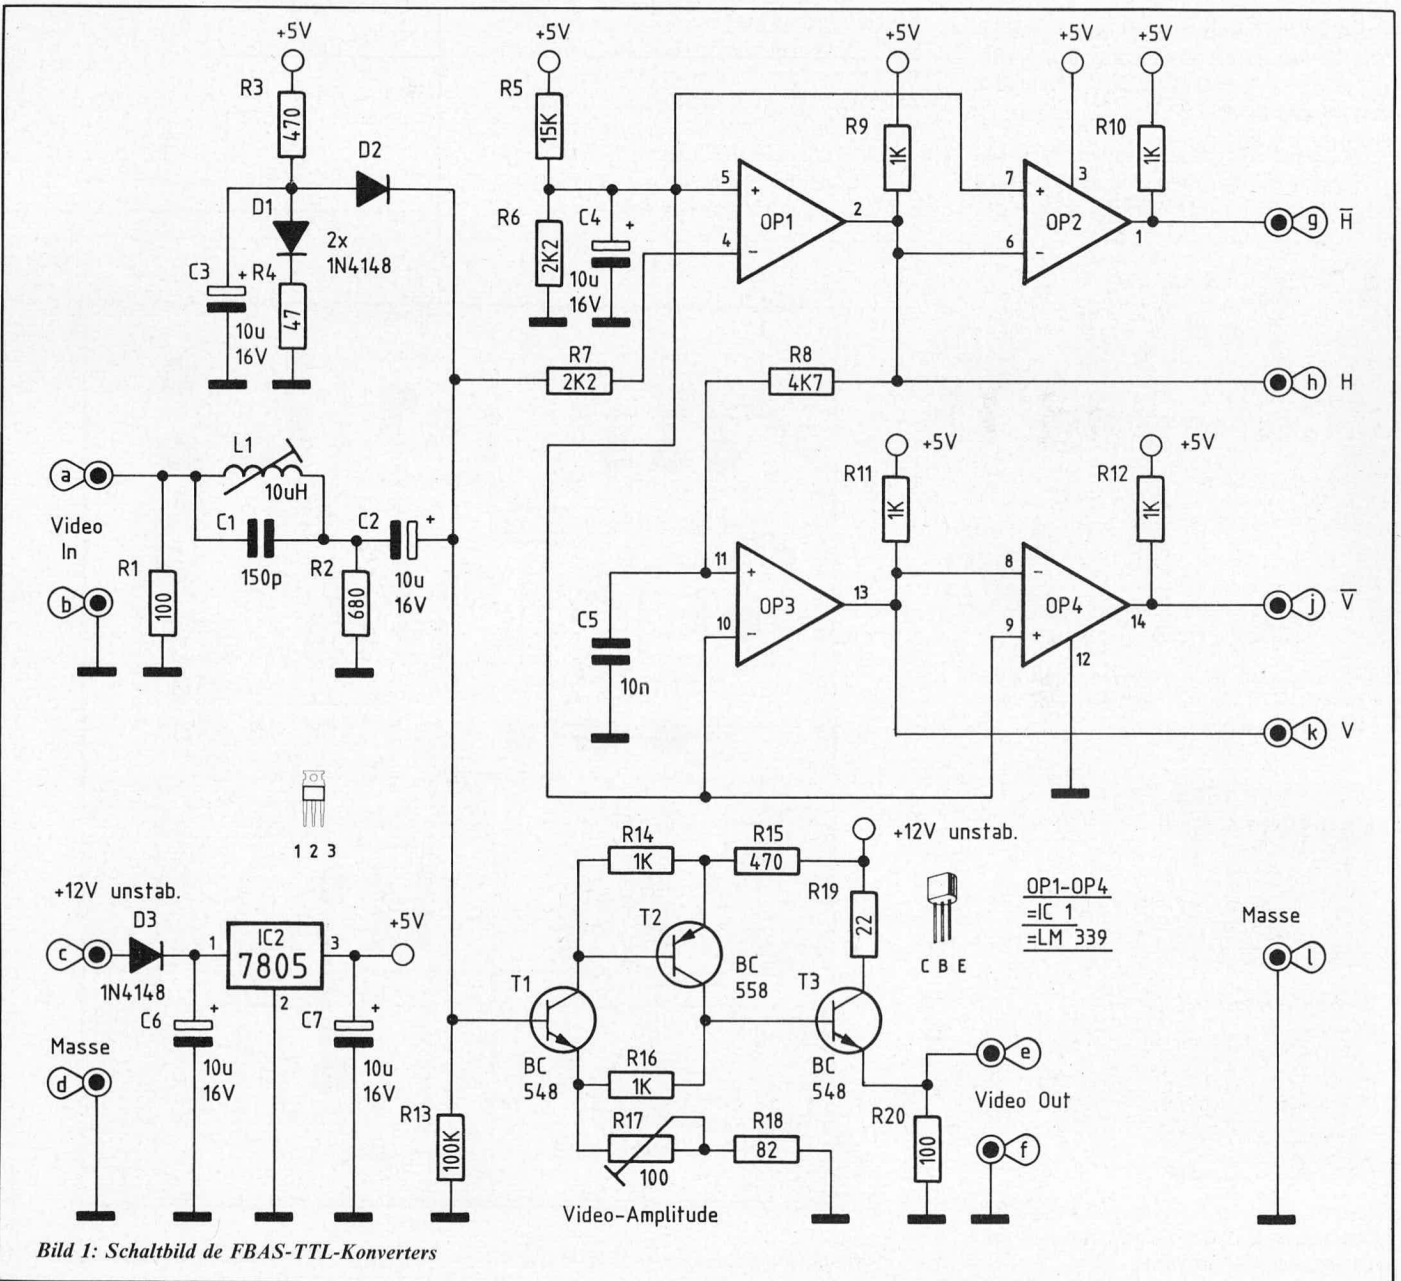 +5V
+5V
+5V
+5V
+5V
R3
470
D2
D1
2x
1N4148
C3
+
R4
10u
16V
47
R5
15K
R6
2K2
C4
+
10u
16V
5
+
4
-
OP1
2
R9
1K
7
+
6
-
OP2
3
1
R10
1K
g
H̅
R7
2K2
R8
4K7
h
H
a
L1
10uH
C1
150p
Video
In
b
R1
100
R2
680
C2
+
10u
16V
+5V
+5V
R11
1K
R12
1K
11
+
10
-
OP3
13
C5
10n
8
-
9
+
OP4
14
12
j
V̅
k
V
1 2 3
+12V unstab.
D3
c
1N4148
1
IC2
7805
3
2
+5V
C6
+
10u
16V
C7
+
10u
16V
Masse
d
R13
100K
R14
1K
R15
470
+12V unstab.
R19
22
T2
BC
558
T1
BC
548
T3
BC
548
R16
1K
R17
100
R18
82
Video-Amplitude
C B E
OP1-OP4
=IC 1
=LM 339
e
Video Out
f
R20
100
Masse
l
Bild 1: Schaltbild de FBAS-TTL-Konverters